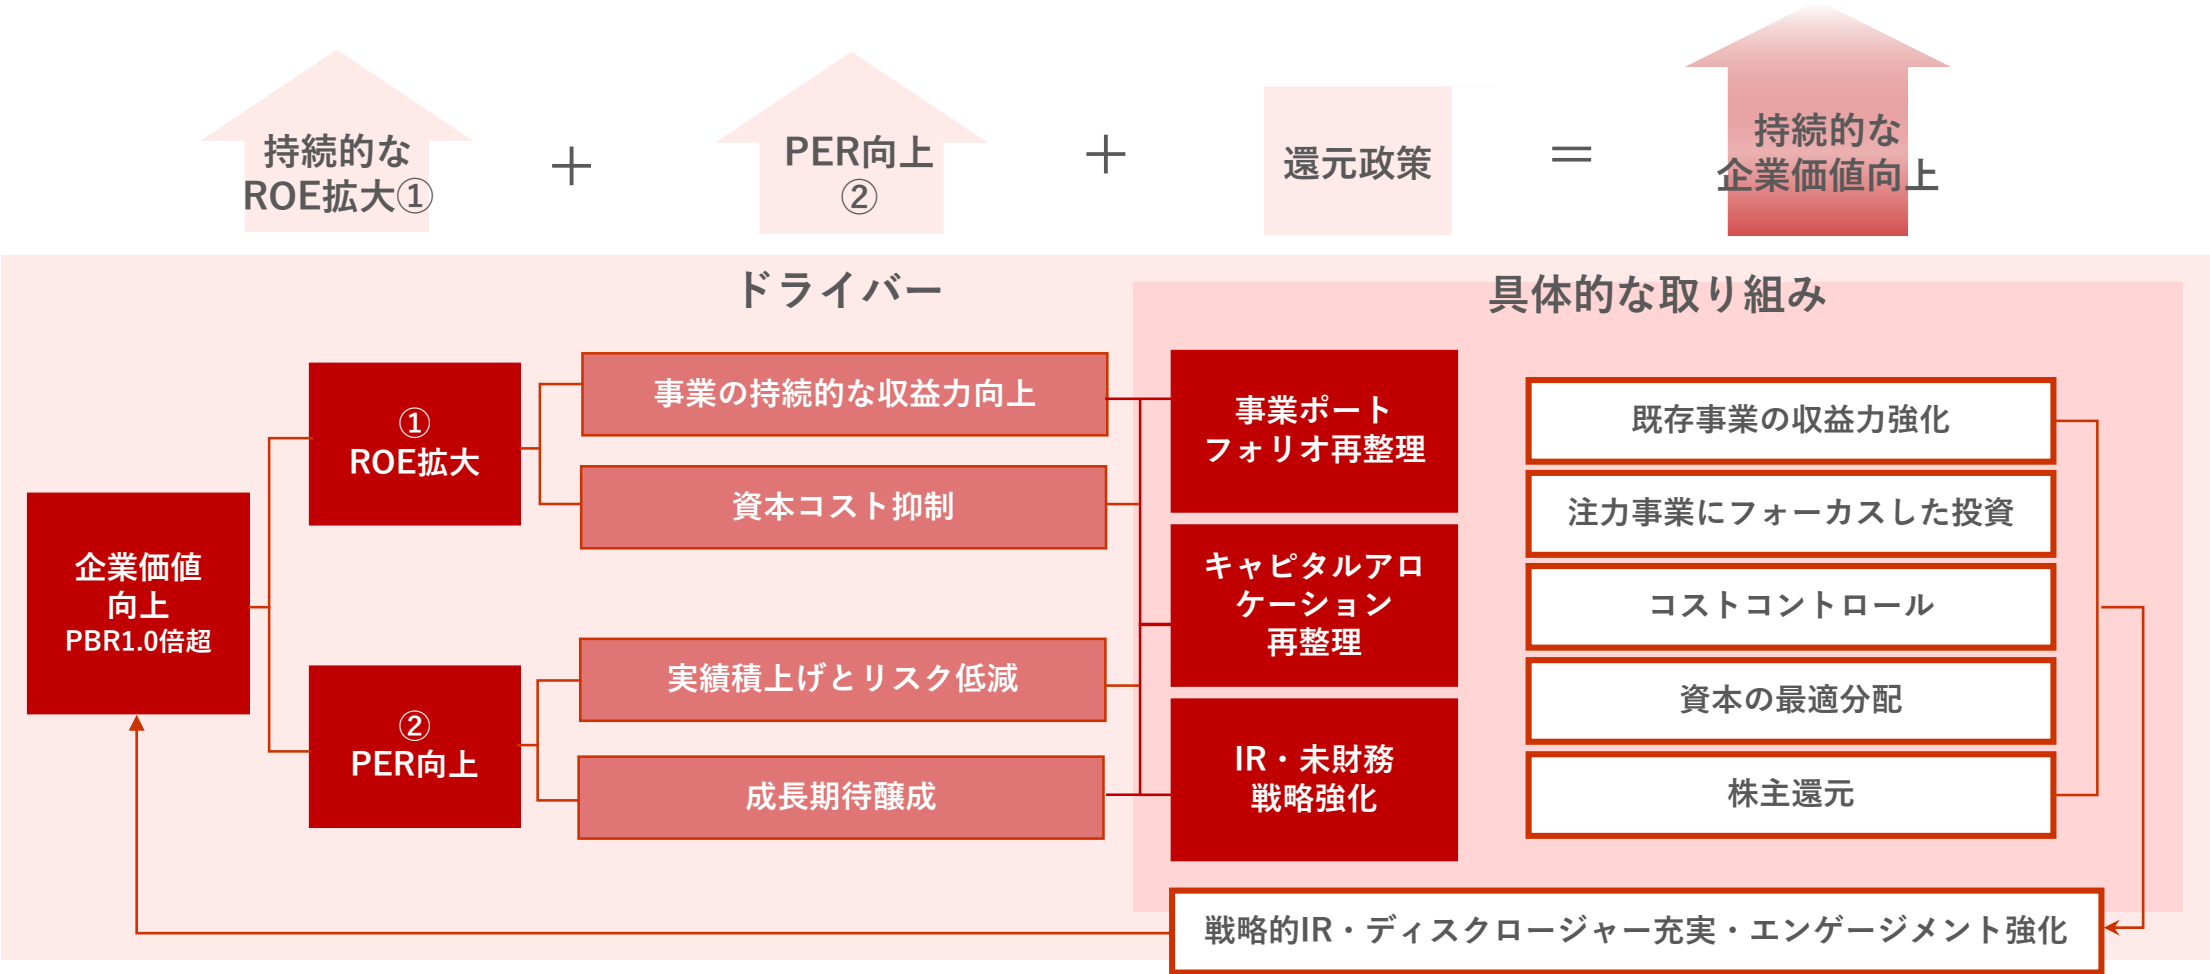 持続的な
ROE拡大①
＋
PER向上
②
＋
還元政策
＝
持続的な
企業価値向上
ドライバー
具体的な取り組み
企業価値
向上
PBR1.0倍超
①
ROE拡大
②
PER向上
事業の持続的な収益力向上
資本コスト抑制
実績積上げとリスク低減
成長期待醸成
事業ポート
フォリオ再整理
キャピタルアロ
ケーション
再整理
IR・未財務
戦略強化
既存事業の収益力強化
注力事業にフォーカスした投資
コストコントロール
資本の最適分配
株主還元
戦略的IR・ディスクロージャー充実・エンゲージメント強化